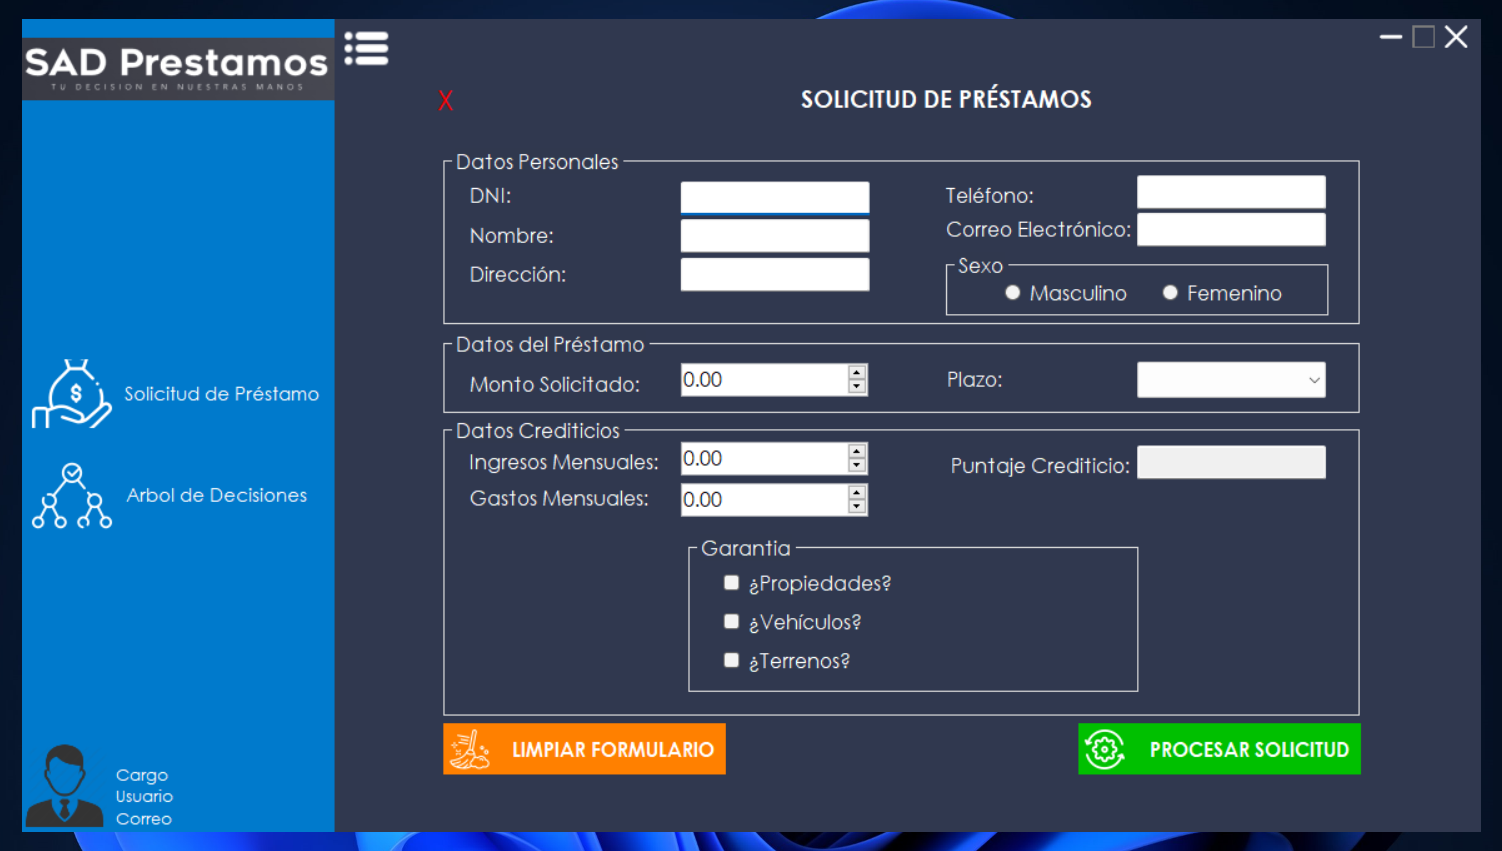 SAD Prestamos
TU DECISION EN NUESTRAS MANOS
X
SOLICITUD DE PRÉSTAMOS
Datos Personales
DNI:
Teléfono:
Nombre:
Correo Electrónico:
Dirección:
Sexo
Masculino
Femenino
Datos del Préstamo
Monto Solicitado:
0.00
Plazo:
Datos Crediticios
Ingresos Mensuales:
0.00
Puntaje Crediticio:
Gastos Mensuales:
0.00
Garantia
¿Propiedades?
¿Vehículos?
¿Terrenos?
LIMPIAR FORMULARIO
PROCESAR SOLICITUD
$
Solicitud de Préstamo
Arbol de Decisiones
Cargo
Usuario
Correo